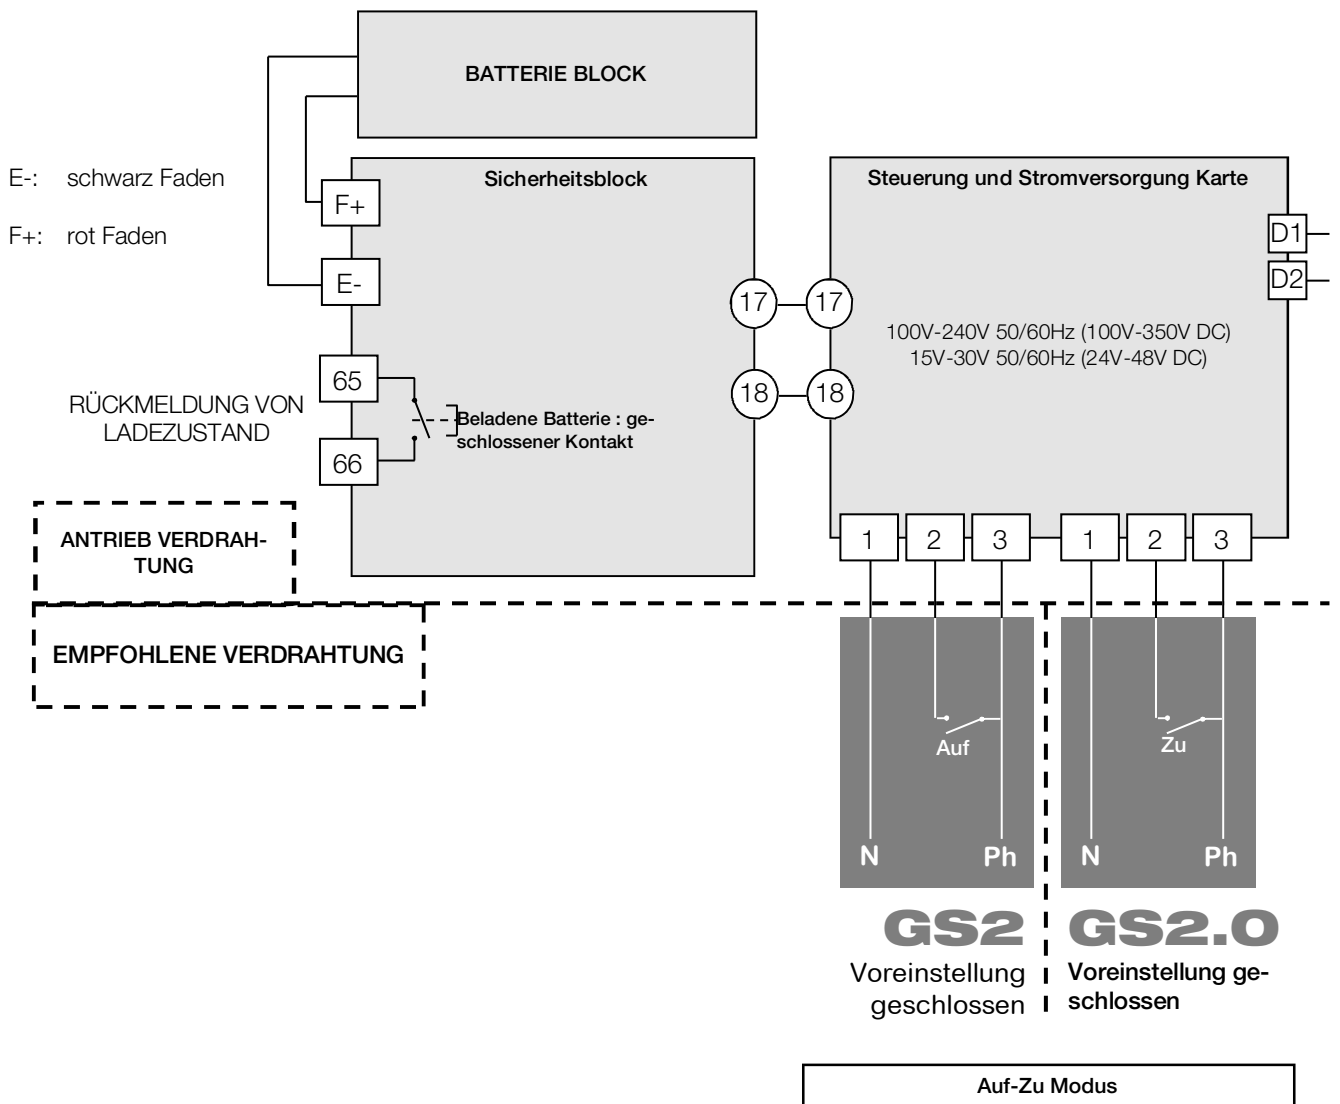 BATTERIE BLOCK
E-: schwarz Faden
F+: rot Faden
Sicherheitsblock
F+
E-
65
66
RÜCKMELDUNG VON
LADEZUSTAND
Beladene Batterie : ge-
schlossener Kontakt
17
18
17
18
Steuerung und Stromversorgung Karte
D1
D2
100V-240V 50/60Hz (100V-350V DC)
15V-30V 50/60Hz (24V-48V DC)
1 2 3 1 2 3
ANTRIEB VERDRAH-
TUNG
EMPFOHLENE VERDRAHTUNG
Auf
N Ph
GS2
Voreinstellung
geschlossen
Zu
N Ph
GS2.0
Voreinstellung ge-
schlossen
Auf-Zu Modus